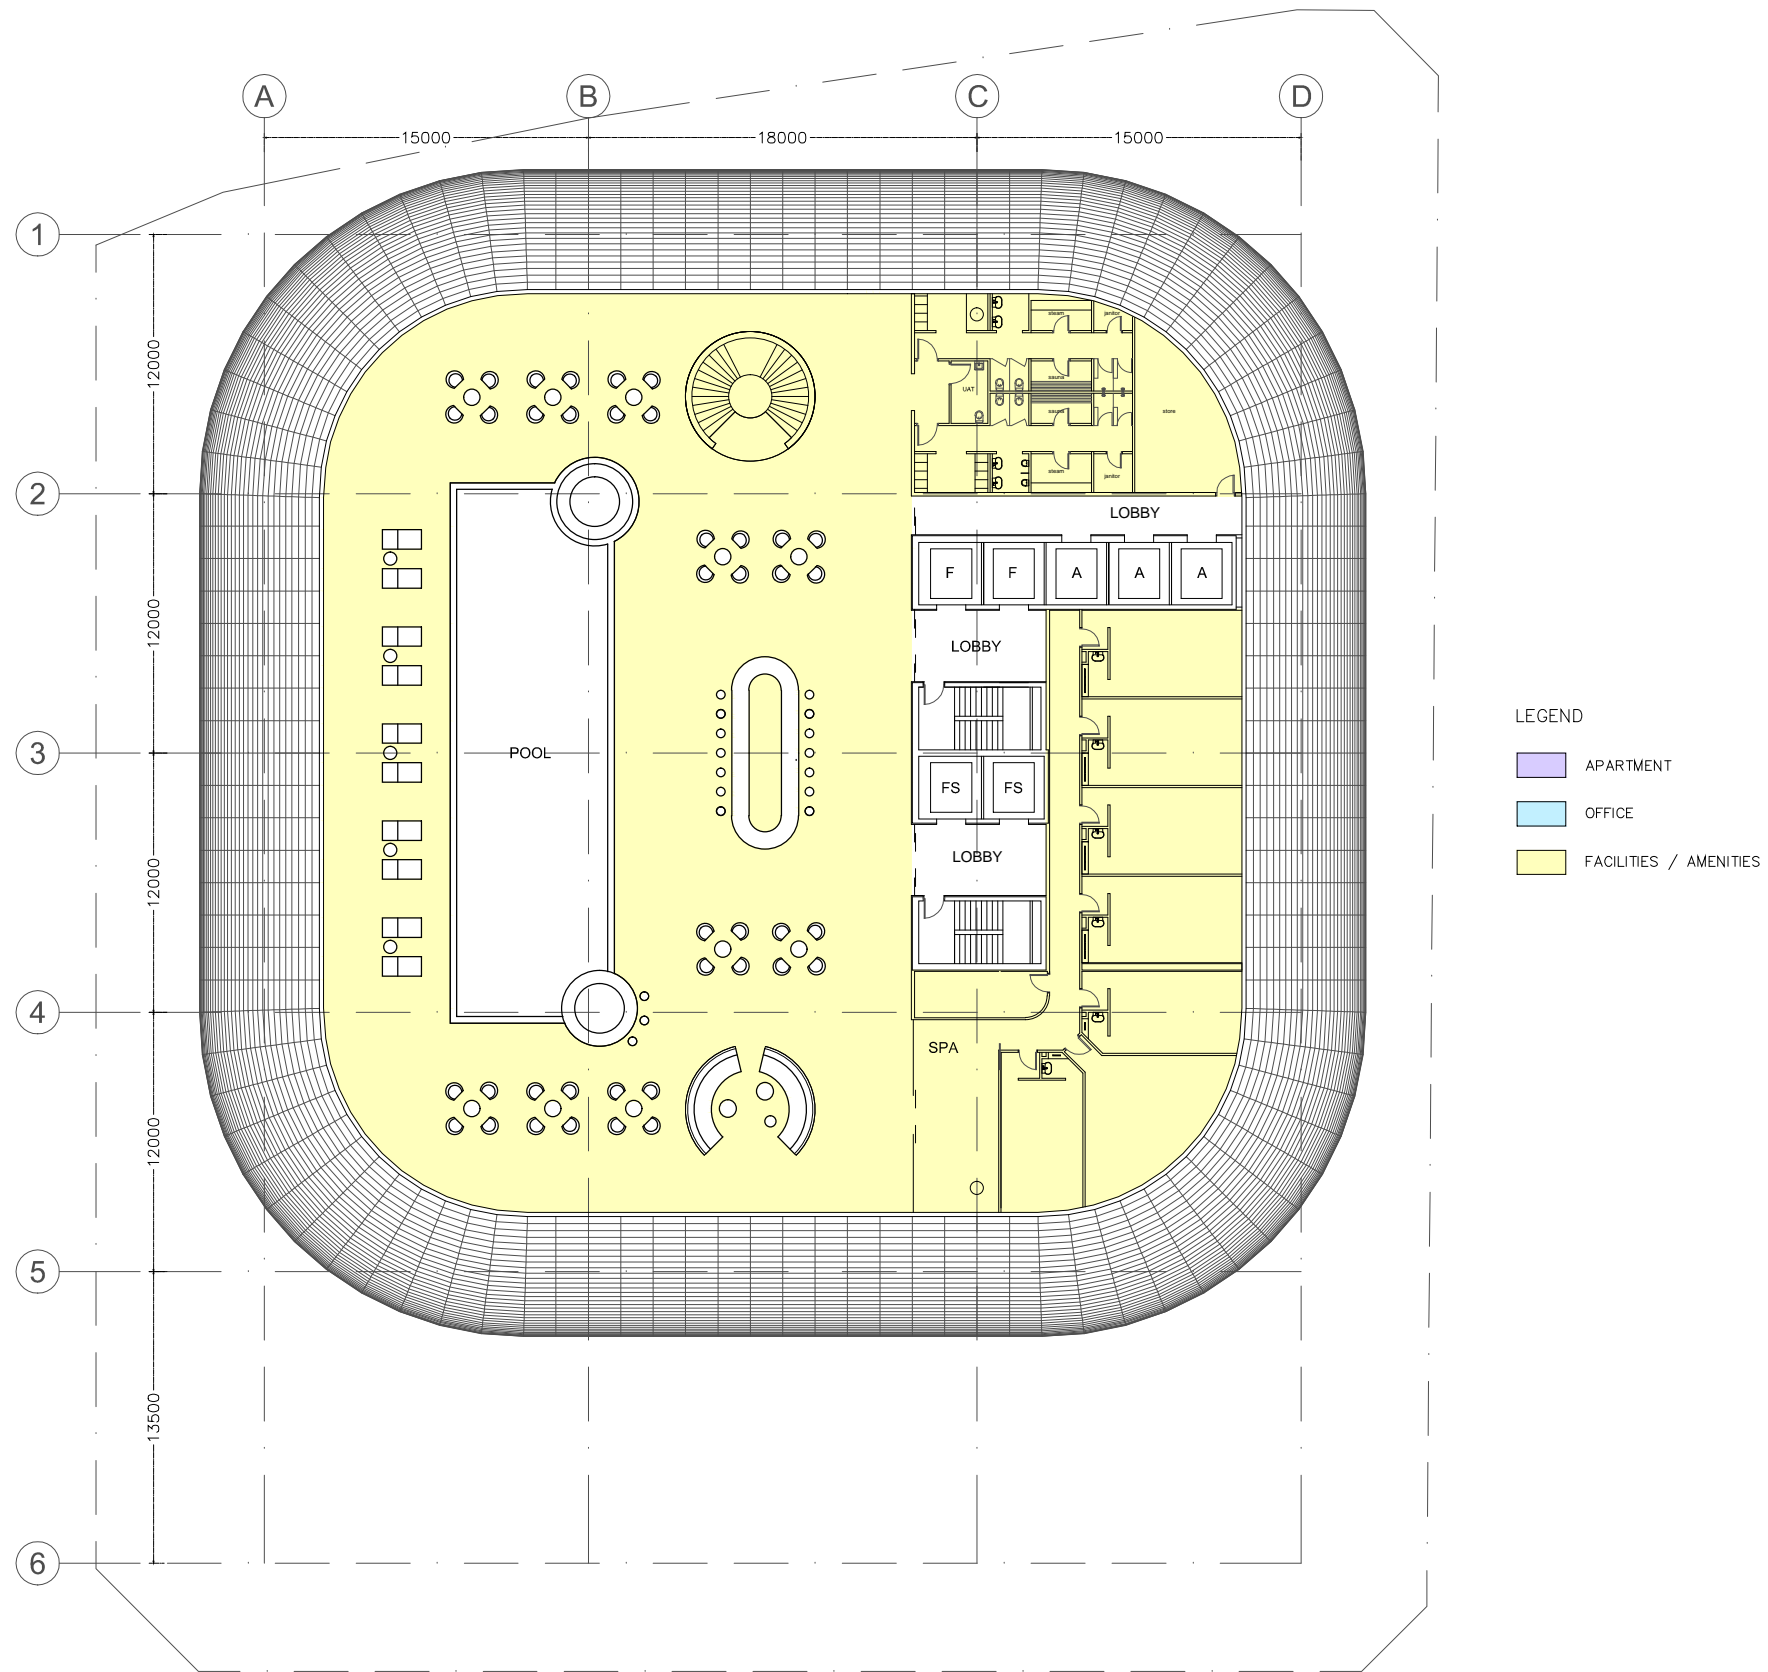 A B C D
15000 18000 15000
1
12000
steam janitor
sauna
UAT
sauna
store
steam janitor
2
LOBBY
F F A A A
12000
LOBBY
LEGEND
3
POOL
APARTMENT
FS FS
OFFICE
LOBBY
FACILITIES / AMENITIES
12000
4
SPA
12000
5
13500
6